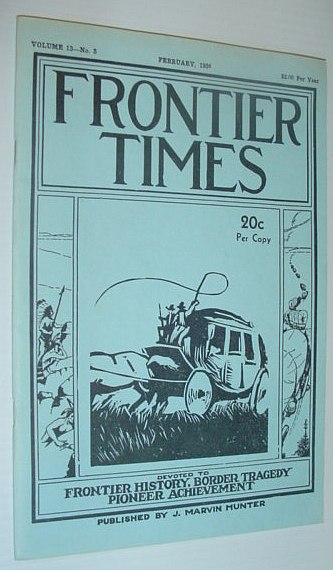 VOLUME 13—No. 5
FEBRUARY, 1936
$2.00 Per Year
FRONTIER
TIMES
20c
Per Copy
DEVOTED TO
FRONTIER HISTORY, BORDER TRAGEDY
PIONEER ACHIEVEMENT
PUBLISHED BY J. MARVIN HUNTER